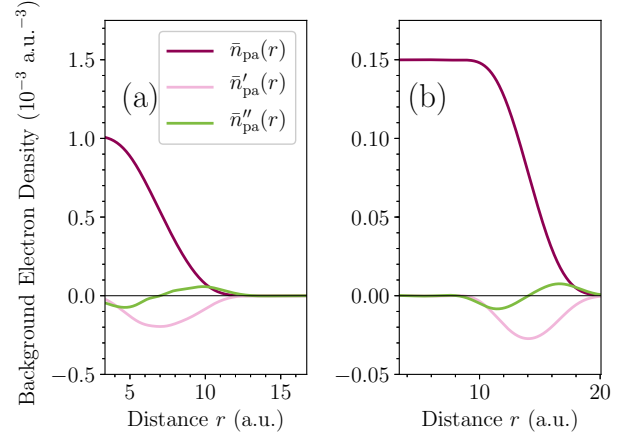 Background Electron Density (10⁻³ a.u.⁻³)
1.5
1.0
0.5
0.0
−0.5
(a)
n̄ₚₐ(r)
n̄′ₚₐ(r)
n̄″ₚₐ(r)
5 10 15
Distance r (a.u.)
0.15
0.10
0.05
0.00
−0.05
(b)
10 20
Distance r (a.u.)